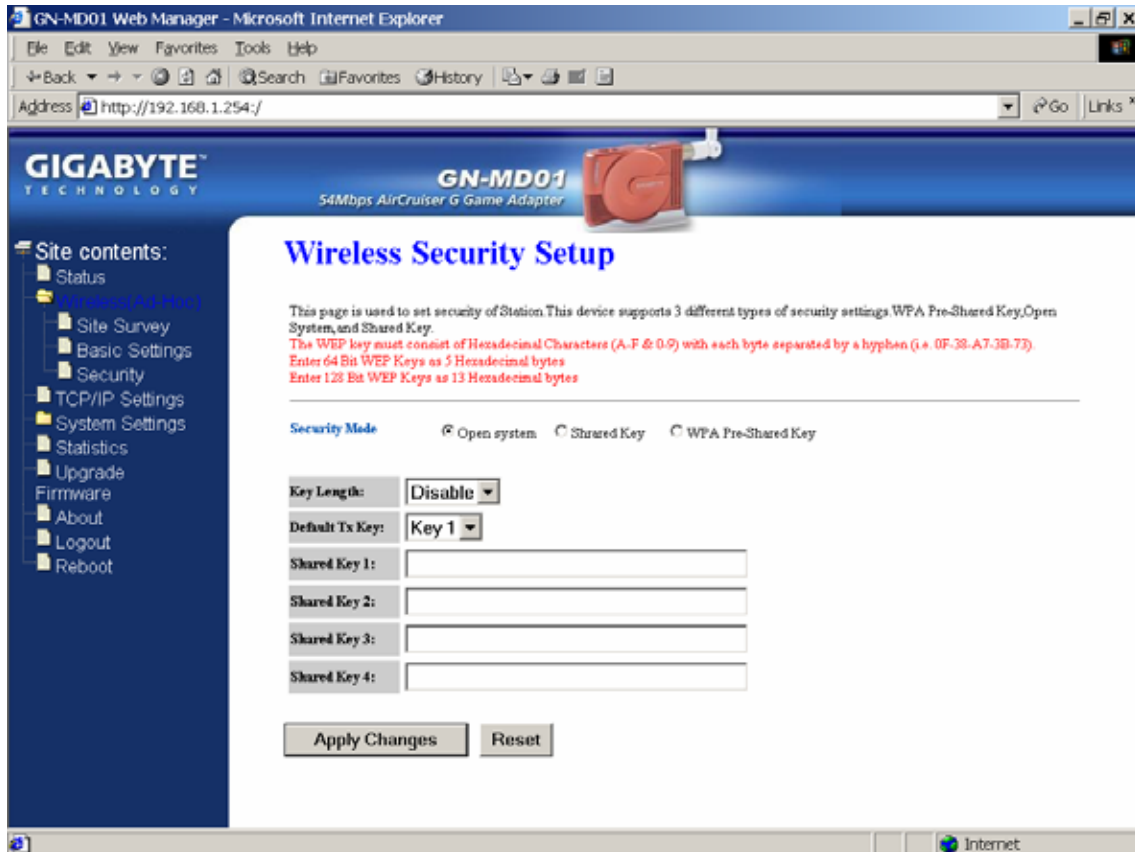 GN-MD01 Web Manager - Microsoft Internet Explorer
File Edit View Favorites Tools Help
Back Search Favorites History
Address http://192.168.1.254:/ Go Links
GIGABYTE™
TECHNOLOGY
GN-MD01
54Mbps AirCruiser G Game Adapter
Site contents:
Status
Wireless(Ad-Hoc)
Site Survey
Basic Settings
Security
TCP/IP Settings
System Settings
Statistics
Upgrade
Firmware
About
Logout
Reboot
Wireless Security Setup
This page is used to set security of Station.This device supports 3 different types of security settings.WPA Pre-Shared Key,Open
System,and Shared Key.
The WEP key must consist of Hexadecimal Characters (A-F & 0-9) with each byte separated by a hyphen (i.e. 0F-38-A7-3B-73).
Enter 64 Bit WEP Keys as 5 Hexadecimal bytes
Enter 128 Bit WEP Keys as 13 Hexadecimal bytes
Security Mode Open system Shrared Key WPA Pre-Shared Key
Key Length: Disable
Default Tx Key: Key 1
Shared Key 1:
Shared Key 2:
Shared Key 3:
Shared Key 4:
Apply Changes Reset
Internet